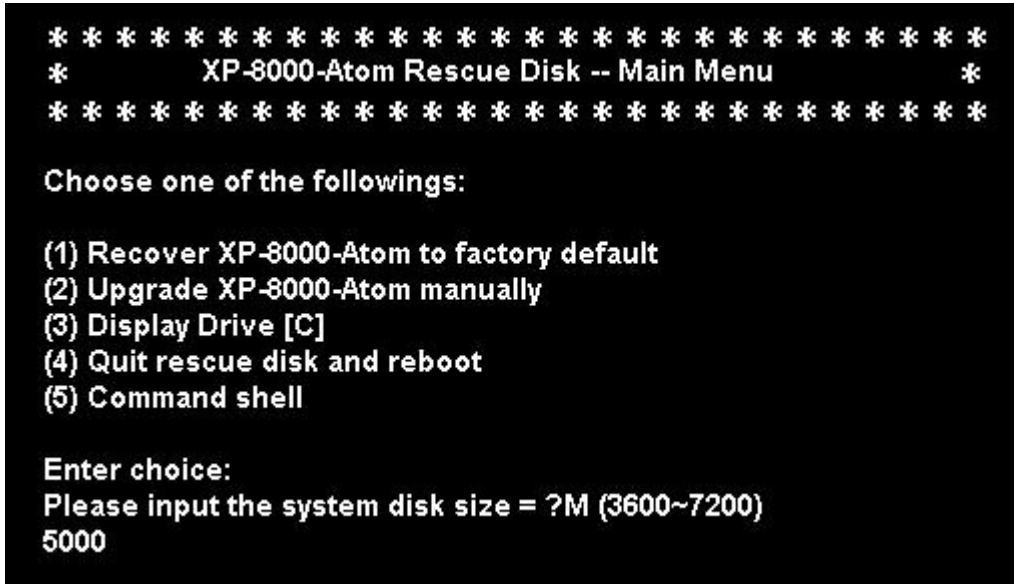 * * * * * * * * * * * * * * * * * * * * * * * * * * * *
* XP-8000-Atom Rescue Disk -- Main Menu *
* * * * * * * * * * * * * * * * * * * * * * * * * * * *
Choose one of the followings:
(1) Recover XP-8000-Atom to factory default
(2) Upgrade XP-8000-Atom manually
(3) Display Drive [C]
(4) Quit rescue disk and reboot
(5) Command shell
Enter choice:
Please input the system disk size = ?M (3600~7200)
5000